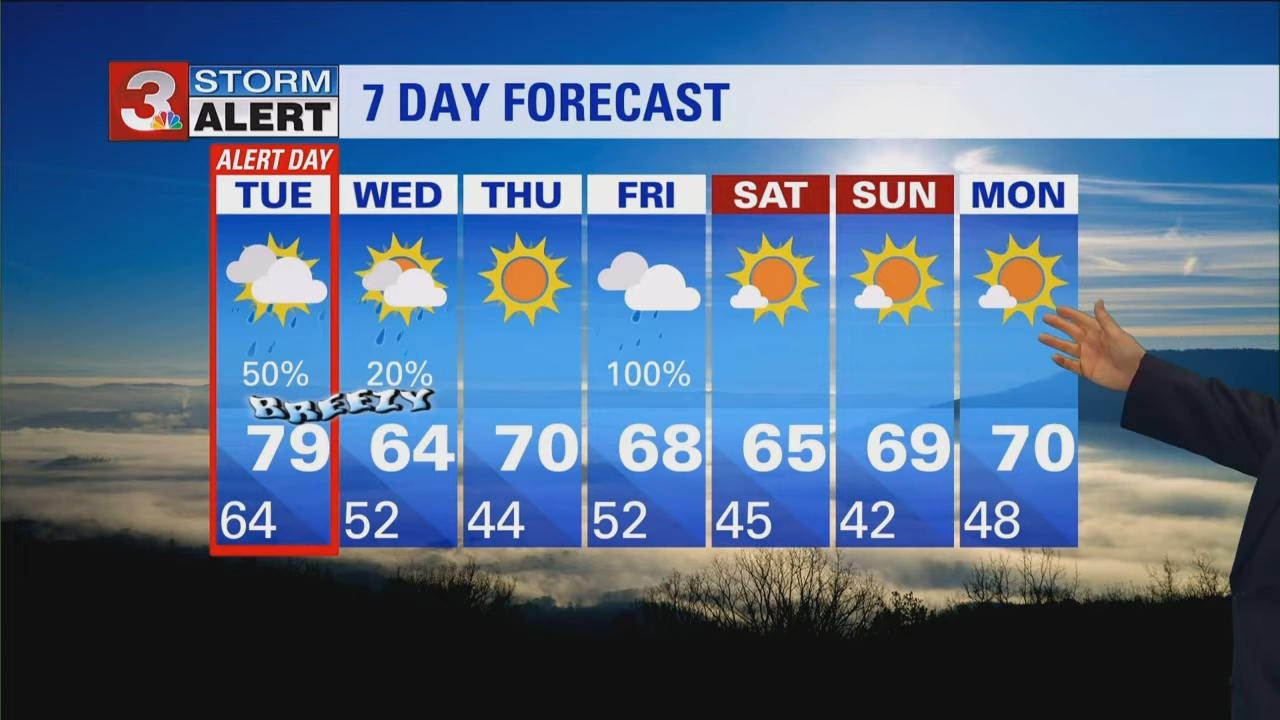 3 STORM
ALERT
7 DAY FORECAST
ALERT DAY
TUE WED THU FRI SAT SUN MON
50% 20% 100%
BREEZY
79 64 70 68 65 69 70
64 52 44 52 45 42 48